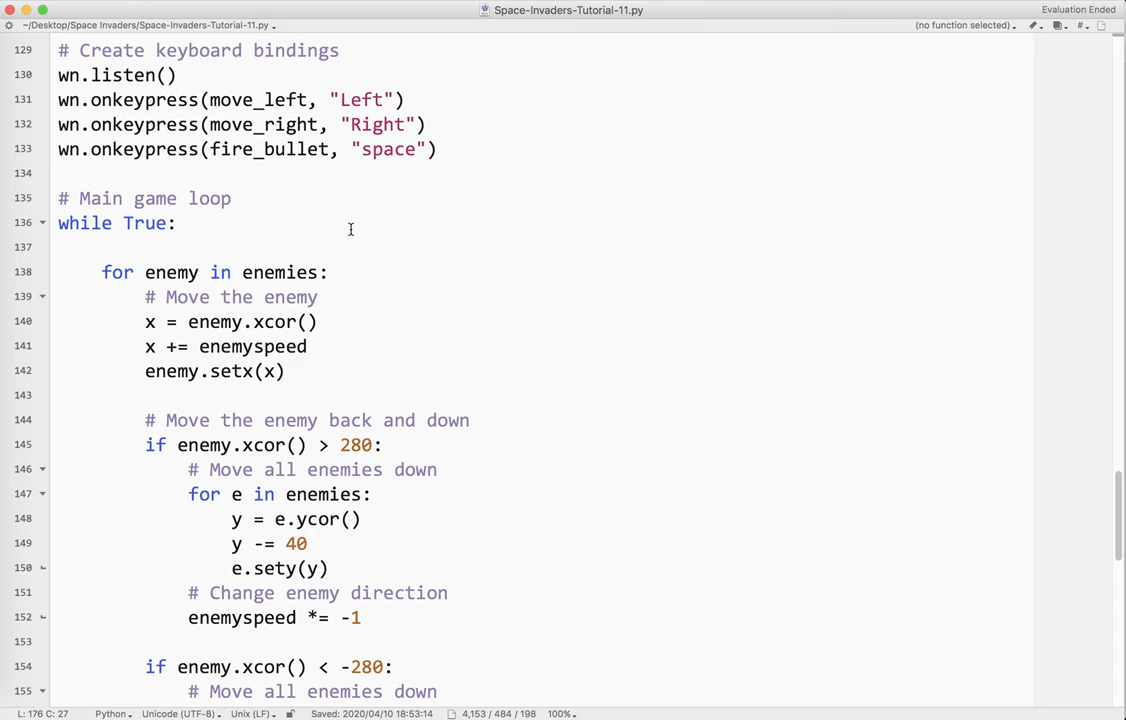 Space-Invaders-Tutorial-11.py
Evaluation Ended
~/Desktop/Space Invaders/Space-Invaders-Tutorial-11.py
(no function selected)
129 # Create keyboard bindings
130 wn.listen()
131 wn.onkeypress(move_left, "Left")
132 wn.onkeypress(move_right, "Right")
133 wn.onkeypress(fire_bullet, "space")
134
135 # Main game loop
136 while True:
137
138     for enemy in enemies:
139         # Move the enemy
140         x = enemy.xcor()
141         x += enemyspeed
142         enemy.setx(x)
143
144         # Move the enemy back and down
145         if enemy.xcor() > 280:
146             # Move all enemies down
147             for e in enemies:
148                 y = e.ycor()
149                 y -= 40
150                 e.sety(y)
151             # Change enemy direction
152             enemyspeed *= -1
153
154         if enemy.xcor() < -280:
155             # Move all enemies down
L: 176 C: 27 Python Unicode (UTF-8) Unix (LF) Saved: 2020/04/10 18:53:14 4,153 / 484 / 198 100%